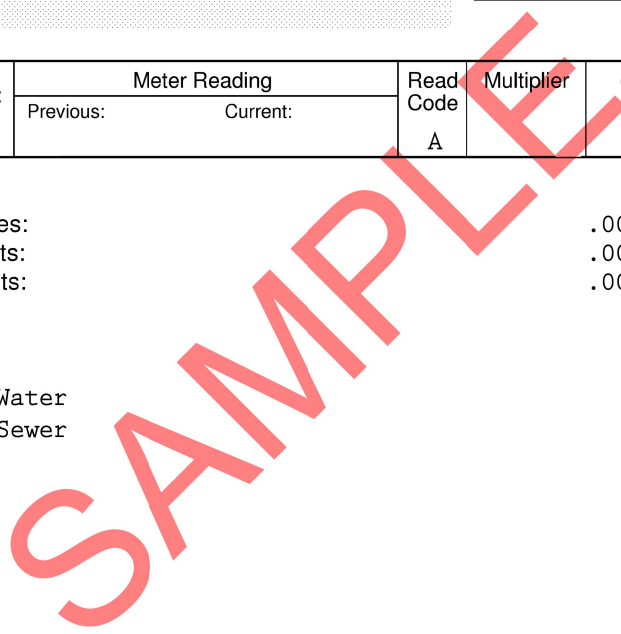 Meter Reading Read Multiplier
Previous: Current: Code
A
es: .00
ts: .00
ts: .00
Water
Sewer
SAMPLE